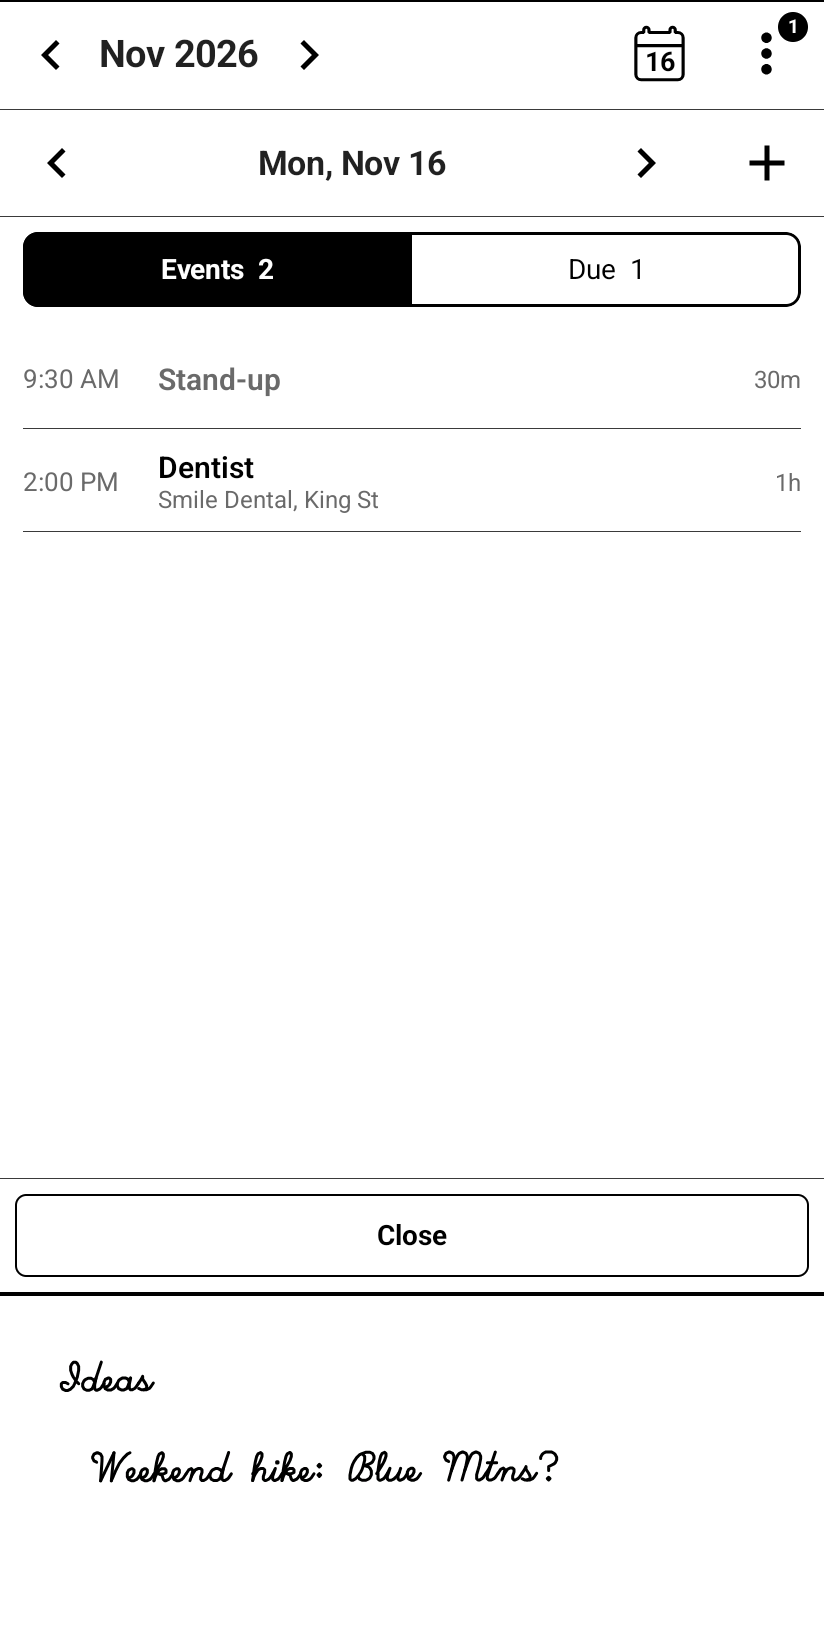 Nov 2026 16 1
Mon, Nov 16
Events 2 Due 1
9:30 AM Stand-up 30m
2:00 PM Dentist 1h
Smile Dental, King St
Close
Ideas
Weekend hike: Blue Mtns?